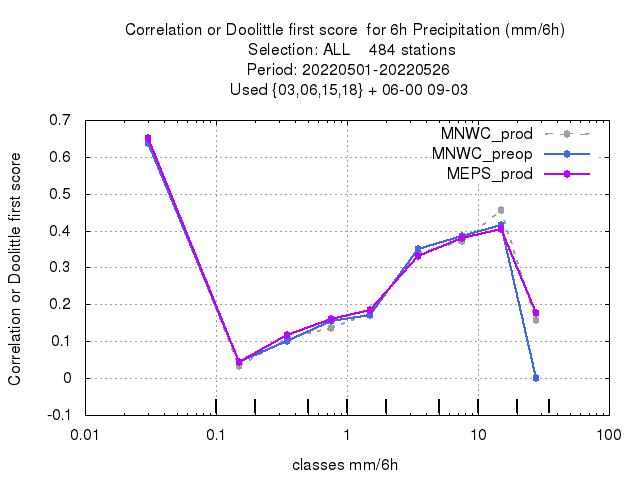 Correlation or Doolittle first score  for 6h Precipitation (mm/6h)
Selection: ALL    484 stations
Period: 20220501-20220526
Used {03,06,15,18} + 06-00 09-03
MNWC_prod
MNWC_preop
MEPS_prod
Correlation or Doolittle first score
0.7
0.6
0.5
0.4
0.3
0.2
0.1
0
-0.1
0.01 0.1 1 10 100
classes mm/6h